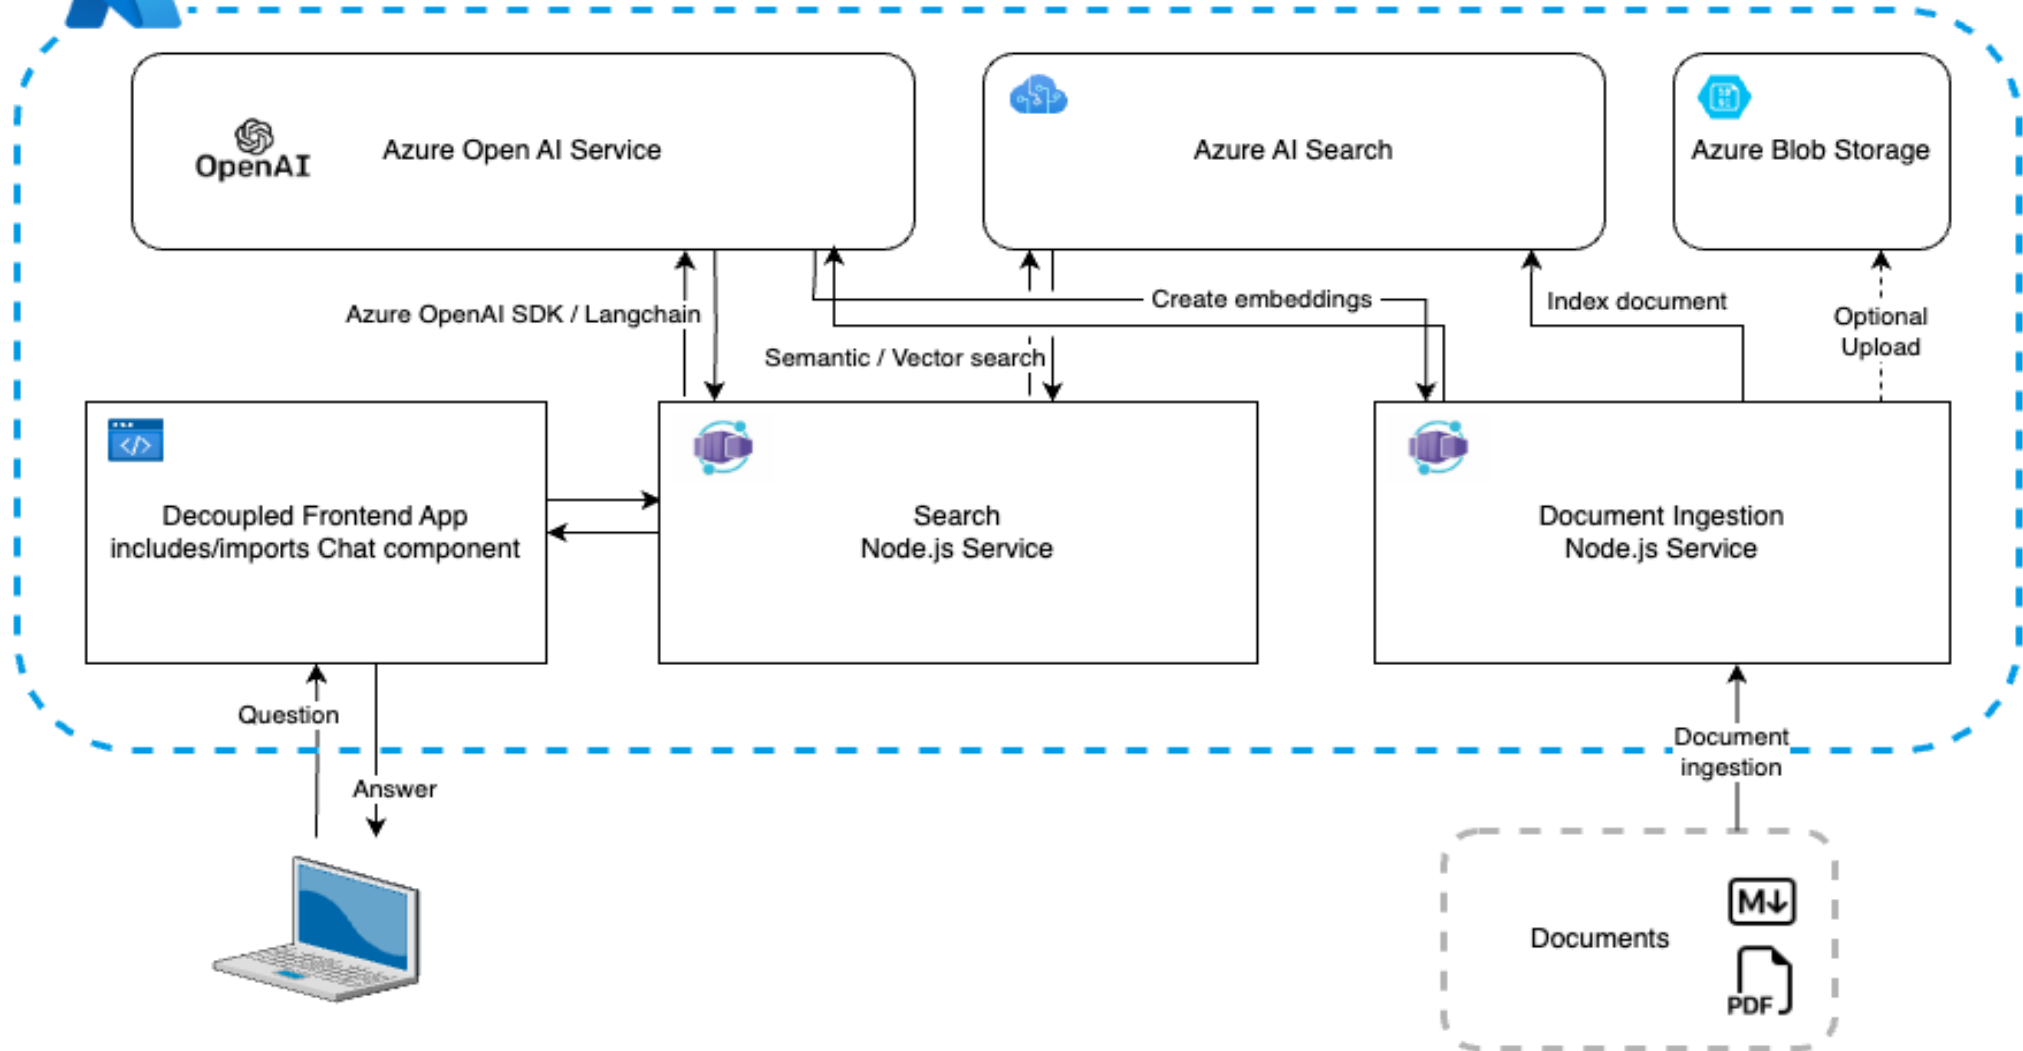 OpenAI
Azure Open AI Service
Azure AI Search
Azure Blob Storage
Azure OpenAI SDK / Langchain
Create embeddings
Index document
Optional
Upload
Semantic / Vector search
Decoupled Frontend App
includes/imports Chat component
Search
Node.js Service
Document Ingestion
Node.js Service
Question
Answer
Document
ingestion
Documents
M
PDF